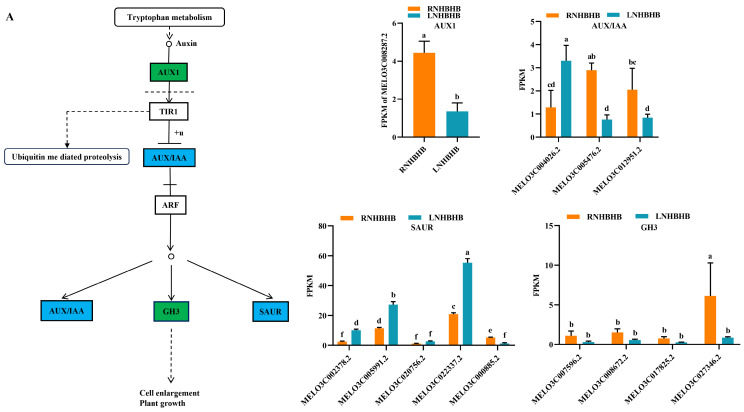 A
Tryptophan metabolism
Auxin
AUX1
TIR1
+u
Ubiquitin me diated proteolysis
AUX/IAA
ARF
AUX/IAA
GH3
SAUR
Cell enlargement
Plant growth
RNHBHB
LNHBHB
AUX1
FPKM of MELO3C008287.2
6
4
2
0
a
b
RNHBHB
LNHBHB
RNHBHB LNHBHB
AUX/IAA
FPKM
5
4
3
2
1
0
cd
a
ab
d
bc
d
MELO3C004026.2
MELO3C005476.2
MELO3C012951.2
RNHBHB LNHBHB
SAUR
FPKM
80
60
40
20
0
f
d
d
b
f
f
c
a
e
f
MELO3C002378.2
MELO3C005991.2
MELO3C020756.2
MELO3C022337.2
MELO3C000885.2
RNHBHB LNHBHB
GH3
FPKM
15
10
5
0
b
b
b
b
b
b
a
b
MELO3C007596.2
MELO3C008672.2
MELO3C017825.2
MELO3C027346.2